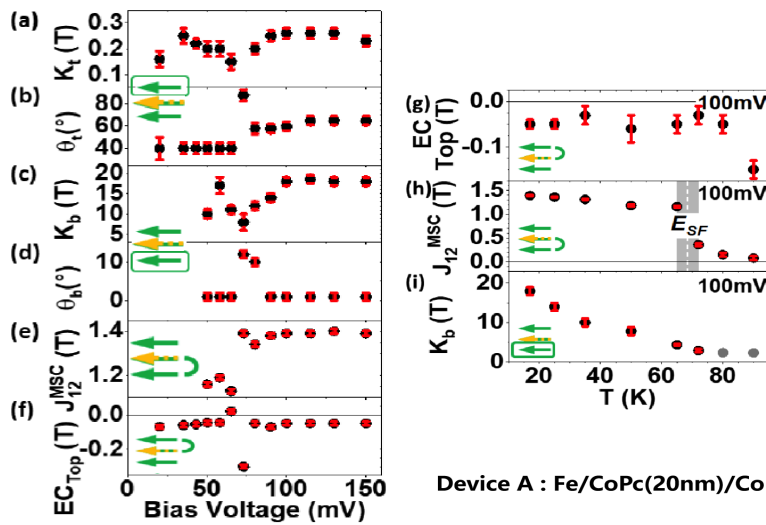 (a)
K_t (T)
0.3
0.2
0.1
(b)
θ_t(°)
80
60
40
(c)
K_b (T)
20
15
10
5
(d)
θ_b(°)
10
0
(e)
J_12^MSC (T)
1.4
1.2
(f)
EC_Top (T)
0.0
-0.2
0 50 100 150
Bias Voltage (mV)
(g)
EC
Top (T)
0.00
-0.1
100mV
(h)
J_12^MSC (T)
1.5
1.0
0.5
0.0
100mV
E_SF
(i)
K_b (T)
20
10
0
100mV
20 40 60 80
T (K)
Device A : Fe/CoPc(20nm)/Co